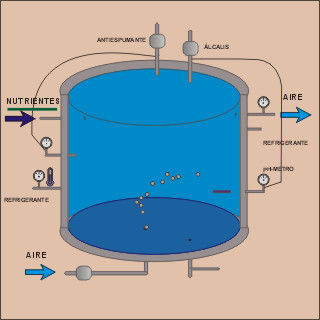 ANTIESPUMANTE
ÁLCALIS
NUTRIENTES
AIRE
REFRIGERANTE
pH-METRO
REFRIGERANTE
AIRE